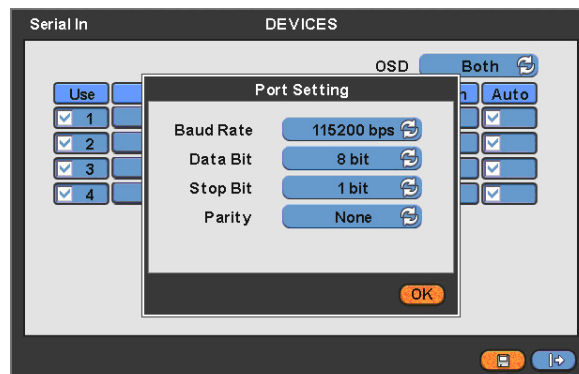 Serial In DEVICES
OSD Both
Use Auto
Port Setting
1
2
3
4
Baud Rate 115200 bps
Data Bit 8 bit
Stop Bit 1 bit
Parity None
OK